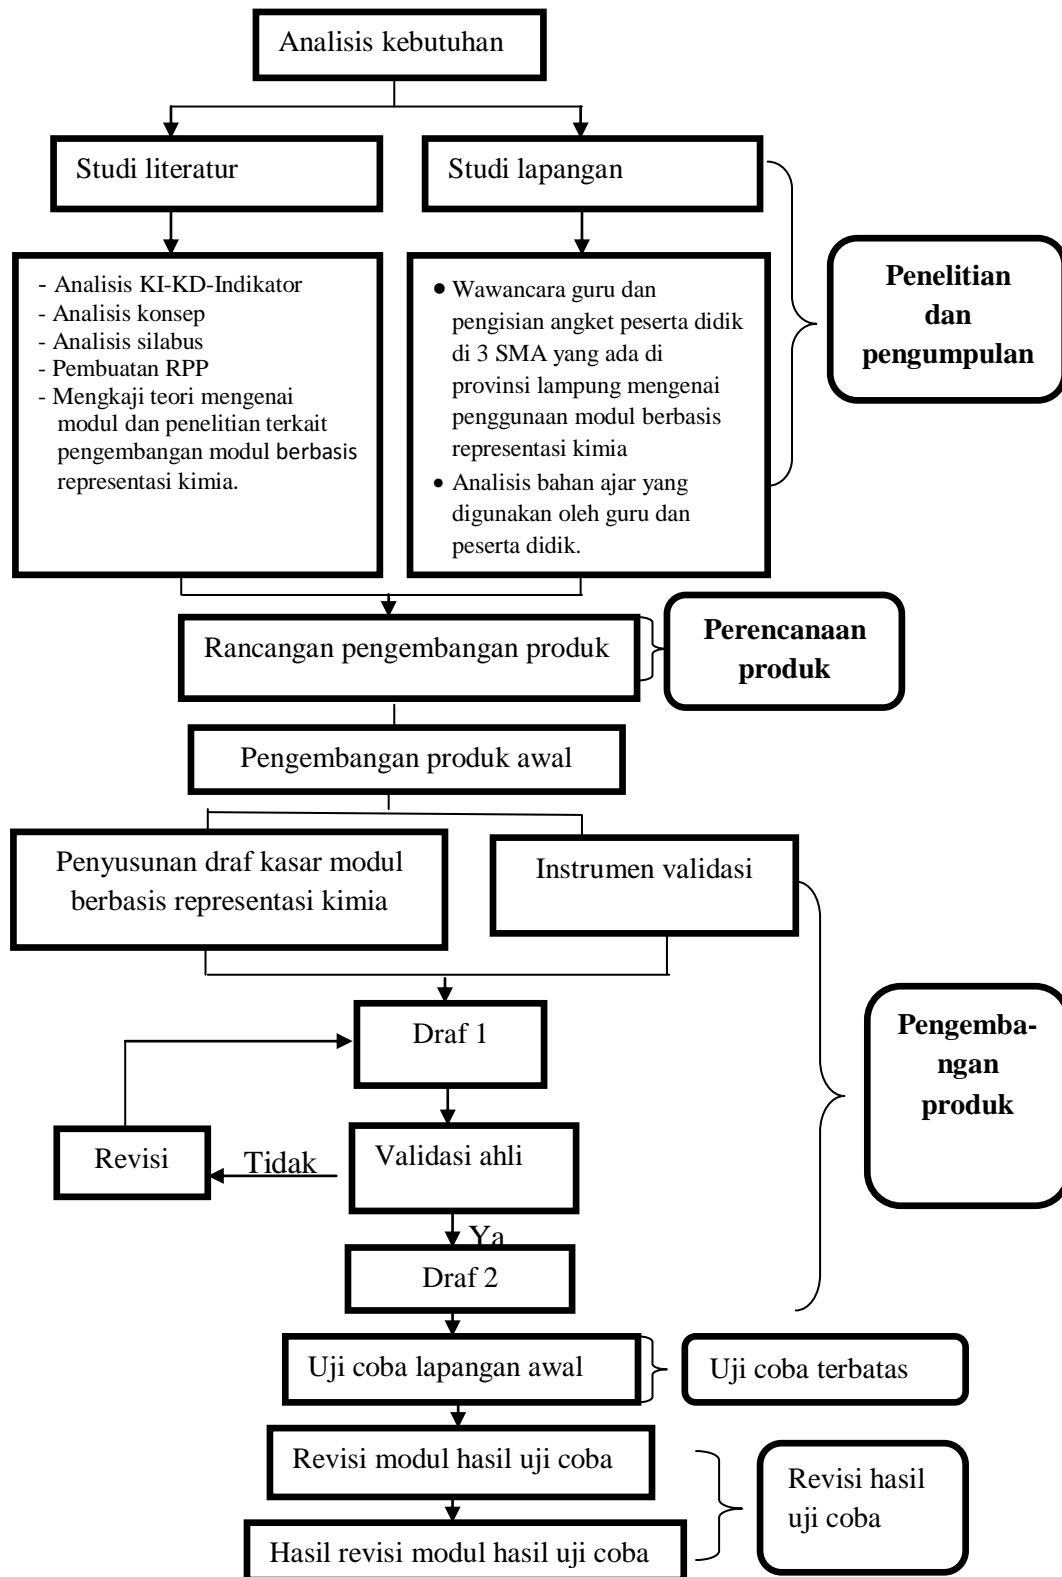 Analisis kebutuhan
Studi literatur
Studi lapangan
- Analisis KI-KD-Indikator
- Analisis konsep
- Analisis silabus
- Pembuatan RPP
- Mengkaji teori mengenai
modul dan penelitian terkait
pengembangan modul berbasis
representasi kimia.
• Wawancara guru dan
pengisian angket peserta didik
di 3 SMA yang ada di
provinsi lampung mengenai
penggunaan modul berbasis
representasi kimia
• Analisis bahan ajar yang
digunakan oleh guru dan
peserta didik.
Penelitian
dan
pengumpulan
Rancangan pengembangan produk
Perencanaan
produk
Pengembangan produk awal
Penyusunan draf kasar modul
berbasis representasi kimia
Instrumen validasi
Draf 1
Pengemba-
ngan
produk
Revisi
Tidak
Validasi ahli
Ya
Draf 2
Uji coba lapangan awal
Uji coba terbatas
Revisi modul hasil uji coba
Revisi hasil
uji coba
Hasil revisi modul hasil uji coba